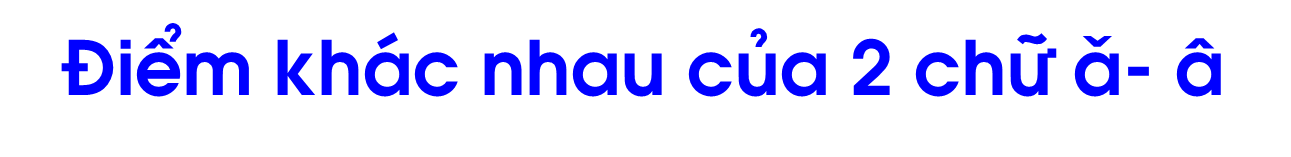 Điểm khác nhau của 2 chữ ă- â